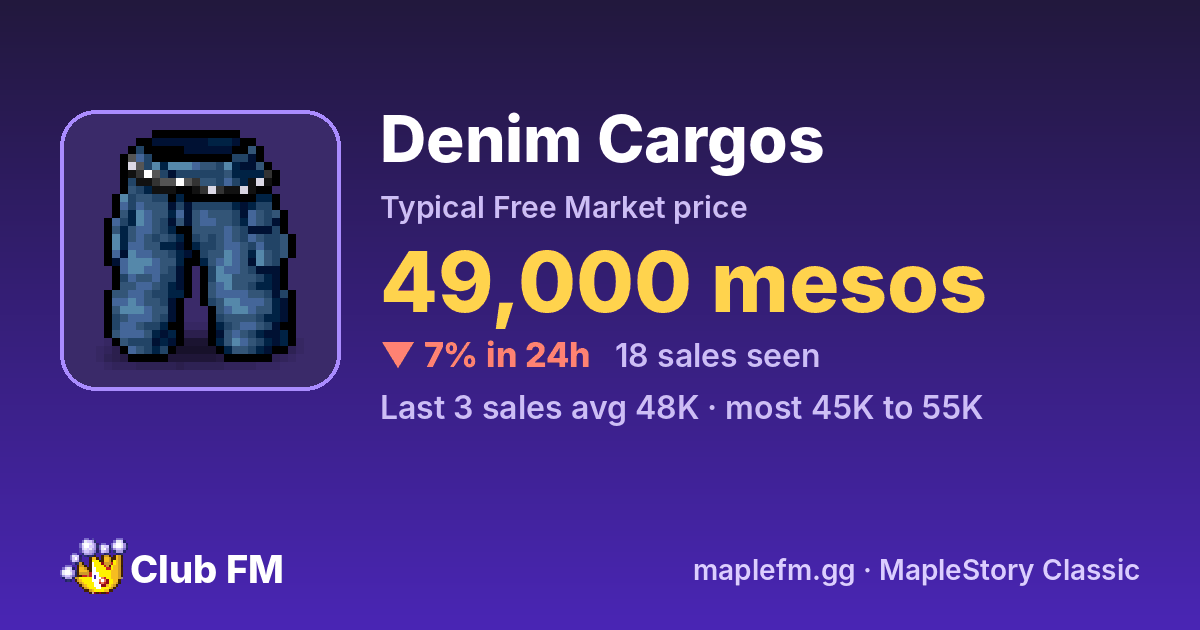 Denim Cargos
Typical Free Market price
49,000 mesos
▼ 7% in 24h 18 sales seen
Last 3 sales avg 48K · most 45K to 55K
Club FM
maplefm.gg · MapleStory Classic